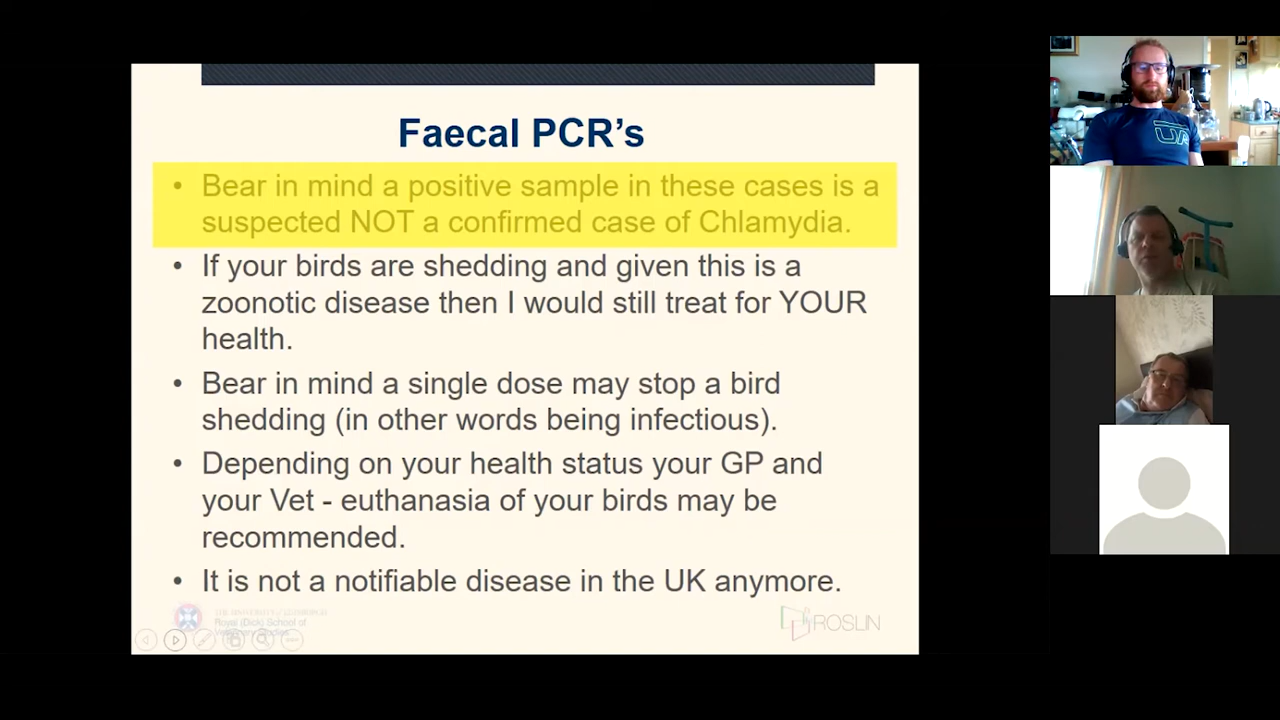 Faecal PCR's
• Bear in mind a positive sample in these cases is a
suspected NOT a confirmed case of Chlamydia.
• If your birds are shedding and given this is a
zoonotic disease then I would still treat for YOUR
health.
• Bear in mind a single dose may stop a bird
shedding (in other words being infectious).
• Depending on your health status your GP and
your Vet - euthanasia of your birds may be
recommended.
• It is not a notifiable disease in the UK anymore.
Royal (Dick) School of
ROSLIN